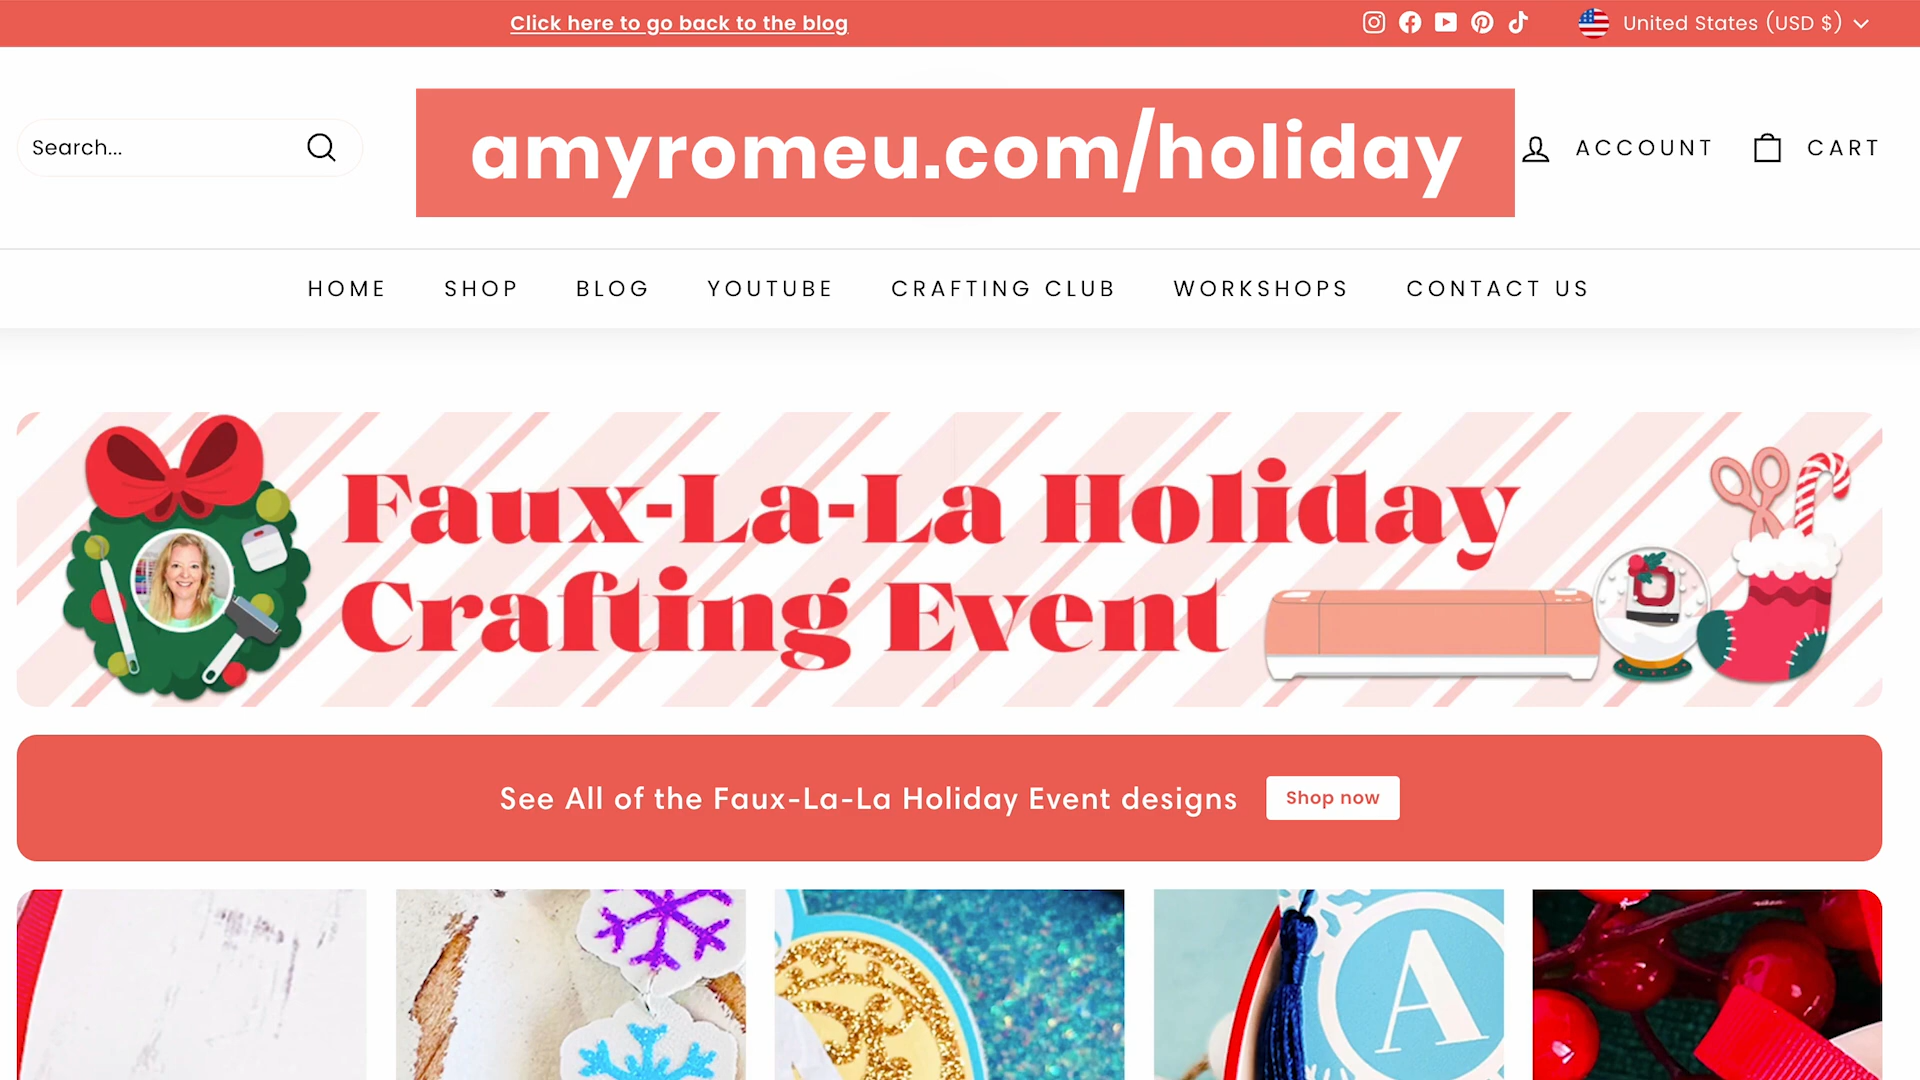 Click here to go back to the blog
United States (USD $)
Search...
amyromeu.com/holiday
ACCOUNT
CART
HOME
SHOP
BLOG
YOUTUBE
CRAFTING CLUB
WORKSHOPS
CONTACT US
Faux-La-La Holiday
Crafting Event
See All of the Faux-La-La Holiday Event designs
Shop now
A